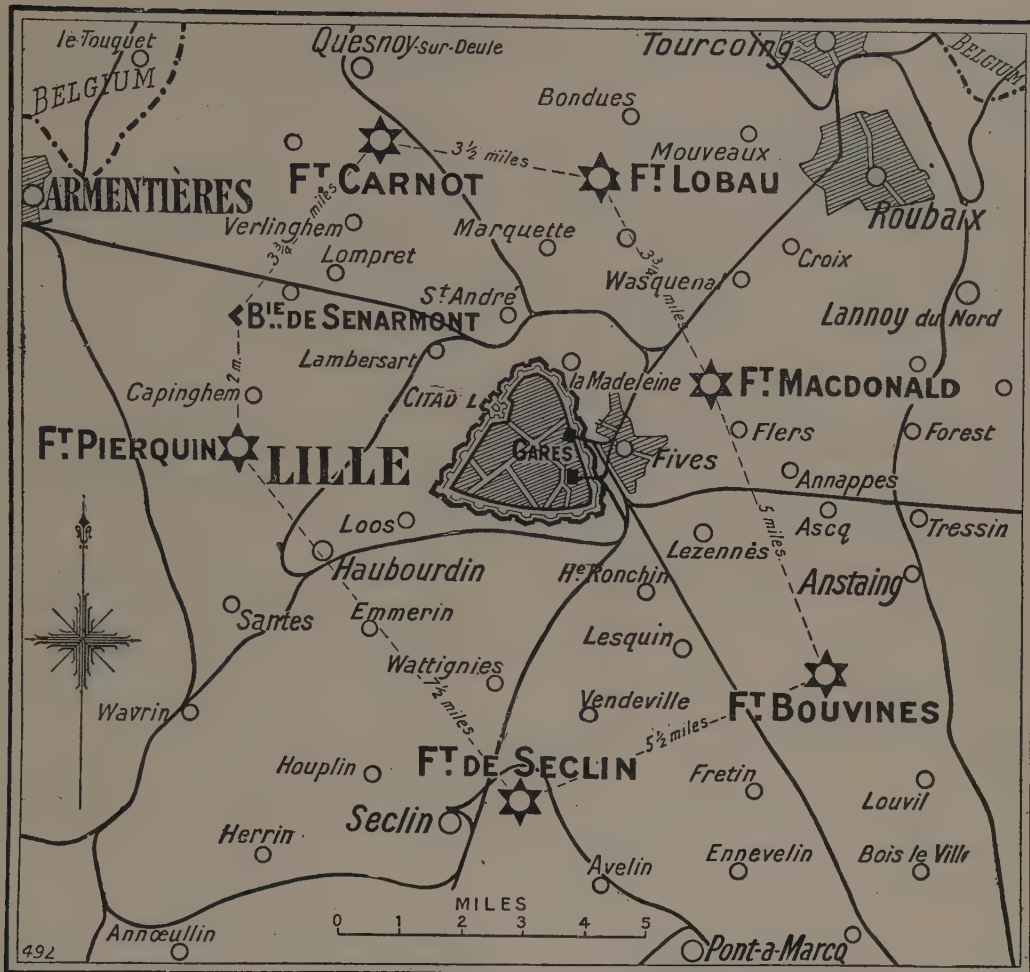 le Touquet
BELGIUM
Quesnoy-sur-Deule
Tourcoing
BELGIUM
Bondues
Mouveaux
FT. CARNOT
3½ miles
FT. LOBAU
ARMENTIÈRES
Roubaix
Verlinghem
3¼ miles
Marquette
Lompret
Croix
Wasquenal
3¾ miles
St André
BIE. DE SENARMONT
Lannoy du Nord
Lambersart
la Madeleine
FT. MACDONALD
2 m.
Capinghem
CITAD L
FT. PIERQUIN
LILLE
GARES
Fives
Flers
Forest
Annappes
5 miles.
Loos
Lezennes
Ascq
Tressin
Haubourdin
He Ronchin
Anstaing
Santes
Emmerin
Lesquin
Wattignies
7½ miles
Vendeville
FT. BOUVINES
Wavrin
5½ miles
Houplin
FT. DE SECLIN
Fretin
Louvil
Seclin
Herrin
Avelin
Ennevelin
Bois le Ville
MILES
0 1 2 3 4 5
Annœullin
Pont-a-Marcq
492